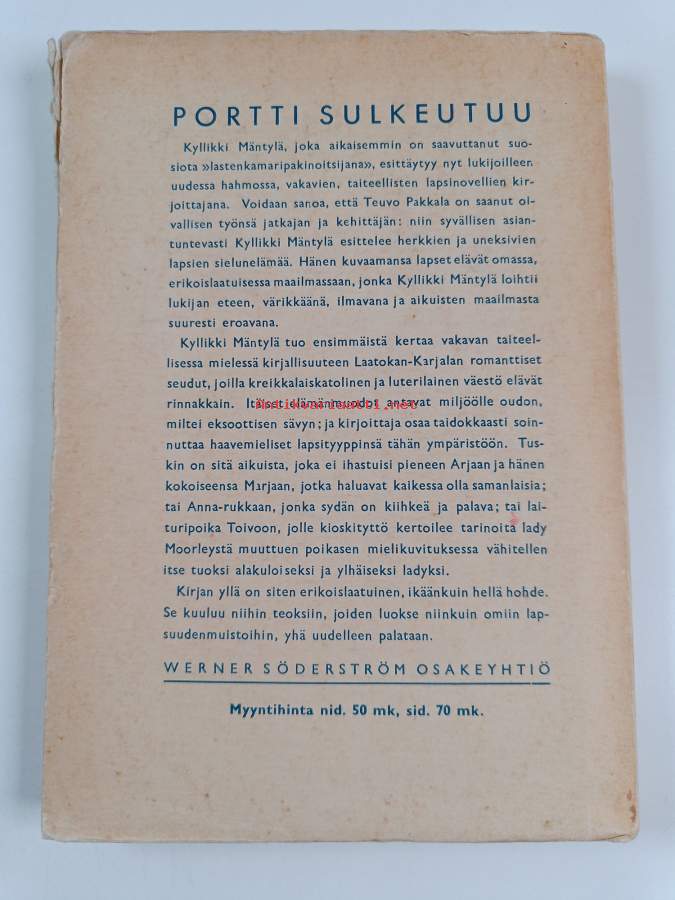 PORTTI SULKEUTUU
Kyllikki Mäntylä, joka aikaisemmin on saavuttanut suo-
siota »lastenkamaripakinoitsijana», esittäytyy nyt lukijoilleen
uudessa hahmossa, vakavien, taiteellisten lapsinovellien kir-
joittajana. Voidaan sanoa, että Teuvo Pakkala on saanut oi-
vallisen työnsä jatkajan ja kehittäjän: niin syvällisen asian-
tuntevasti Kyllikki Mäntylä esittelee herkkien ja uneksivien
lapsien sielunelämää. Hänen kuvaamansa lapset elävät omassa,
erikoislaatuisessa maailmassaan, jonka Kyllikki Mäntylä loihtii
lukijan eteen, värikkäänä, ilmavana ja aikuisten maailmasta
suuresti eroavana.
Kyllikki Mäntylä tuo ensimmäistä kertaa vakavan taiteel-
lisessa mielessä kirjallisuuteen Laatokan-Karjalan romanttiset
seudut, joilla kreikkalaiskatolinen ja luterilainen väestö elävät
rinnakkain. Itäiset elämänmuodot antavat miljöölle oudon,
Antikvariaatti.net
miltei eksoottisen sävyn; ja kirjoittaja osaa taidokkaasti soin-
nuttaa haavemieliset lapsityyppinsä tähän ympäristöön. Tus-
kin on sitä aikuista, joka ei ihastuisi pieneen Arjaan ja hänen
kokoiseensa Marjaan, jotka haluavat kaikessa olla samanlaisia;
tai Anna-rukkaan, jonka sydän on kiihkeä ja palava; tai lai-
turipoika Toivoon, jolle kioskityttö kertoilee tarinoita lady
Moorleystä muuttuen poikasen mielikuvituksessa vähitellen
itse tuoksi alakuloiseksi ja ylhäiseksi ladyksi.
Kirjan yllä on siten erikoislaatuinen, ikäänkuin hellä hohde.
Se kuuluu niihin teoksiin, joiden luokse niinkuin omiin lap-
suudenmuistoihin, yhä uudelleen palataan.
WERNER SÖDERSTRÖM OSAKEYHTIÖ
Myyntihinta nid. 50 mk, sid. 70 mk.